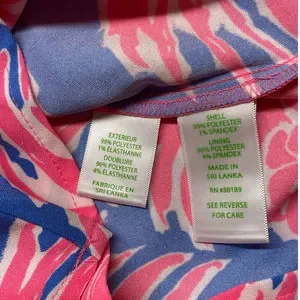 EXTERIEUR
99% POLYESTER
1% ÉLASTHANNE
DOUBLURE
96% POLYESTER
4% ÉLASTHANNE
FABRIQUE EN
SRI LANKA
SHELL
99% POLYESTER
1% SPANDEX
LINING
96% POLYESTER
4% SPANDEX
MADE IN
SRI LANKA
RN #88189
SEE REVERSE
FOR CARE